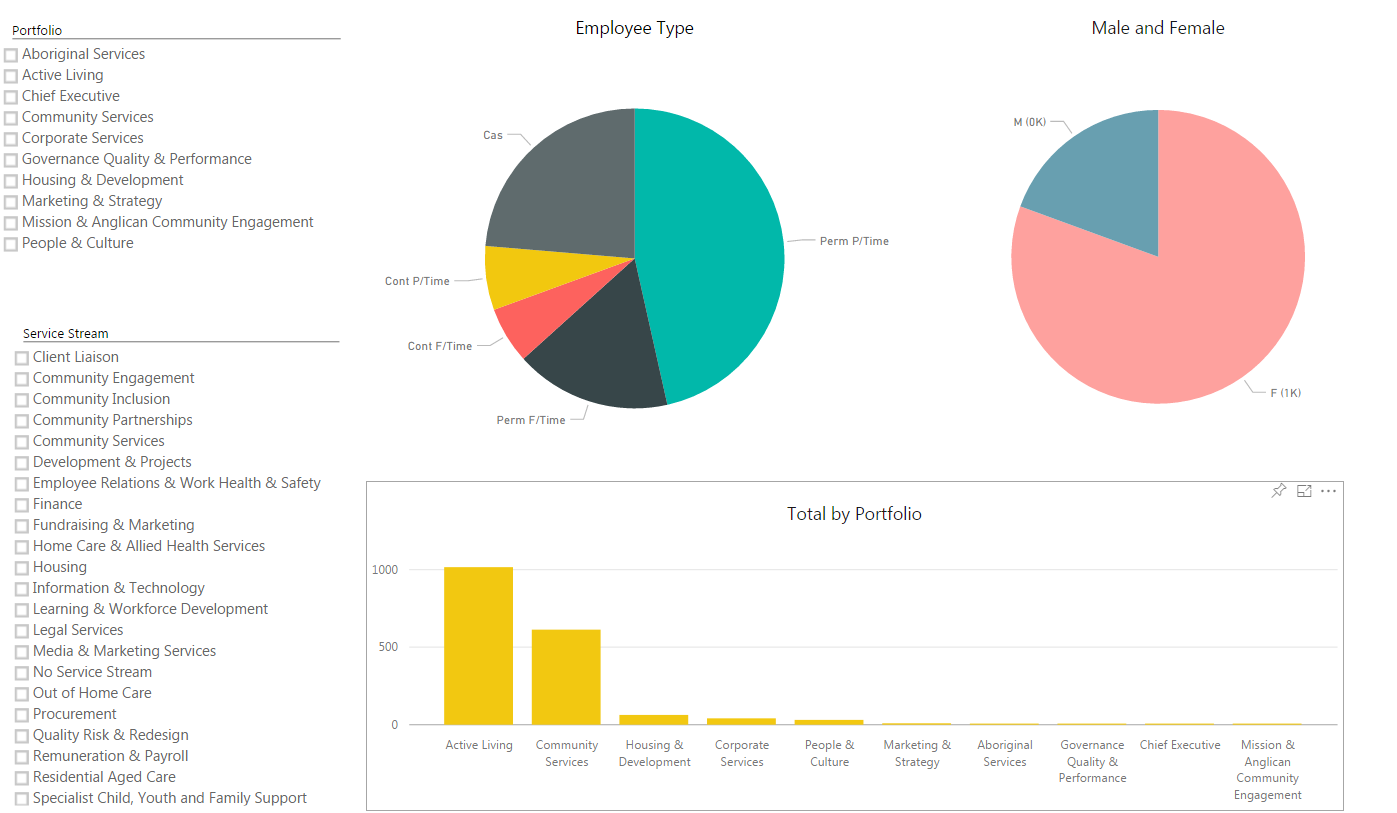 Portfolio
Aboriginal Services
Active Living
Chief Executive
Community Services
Corporate Services
Governance Quality & Performance
Housing & Development
Marketing & Strategy
Mission & Anglican Community Engagement
People & Culture
Service Stream
Client Liaison
Community Engagement
Community Inclusion
Community Partnerships
Community Services
Development & Projects
Employee Relations & Work Health & Safety
Finance
Fundraising & Marketing
Home Care & Allied Health Services
Housing
Information & Technology
Learning & Workforce Development
Legal Services
Media & Marketing Services
No Service Stream
Out of Home Care
Procurement
Quality Risk & Redesign
Remuneration & Payroll
Residential Aged Care
Specialist Child, Youth and Family Support
Employee Type
Cas
Perm P/Time
Cont P/Time
Cont F/Time
Perm F/Time
Male and Female
M (0K)
F (1K)
Total by Portfolio
1000
500
0
Active Living
Community
Services
Housing &
Development
Corporate
Services
People &
Culture
Marketing &
Strategy
Aboriginal
Services
Governance
Quality &
Performance
Chief Executive
Mission &
Anglican
Community
Engagement